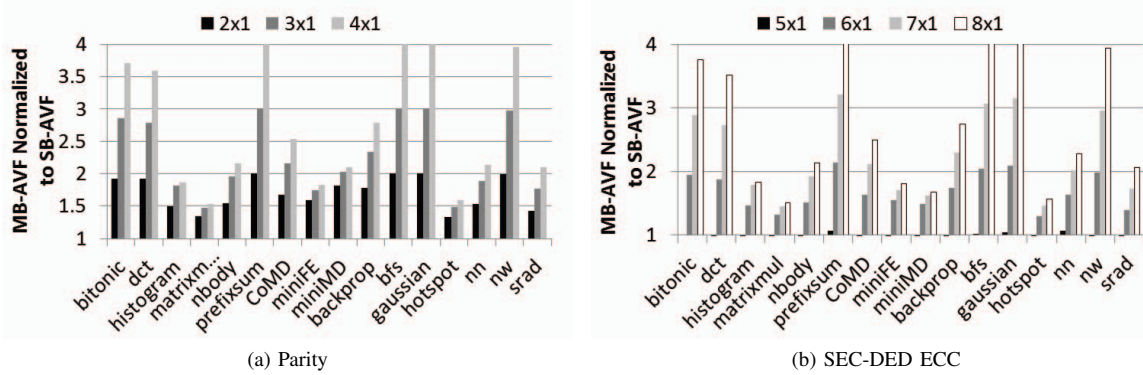 2x1 3x1 4x1
MB-AVF Normalized
to SB-AVF
4
3.5
3
2.5
2
1.5
1
bitonic
dct
histogram
matrixm...
nbody
prefixsum
CoMD
miniFE
miniMD
backprop
bfs
gaussian
hotspot
nn
nw
srad
(a) Parity
5x1 6x1 7x1 8x1
MB-AVF Normalized
to SB-AVF
4
3
2
1
bitonic
dct
histogram
matrixmul
nbody
prefixsum
CoMD
miniFE
miniMD
backprop
bfs
gaussian
hotspot
nn
nw
srad
(b) SEC-DED ECC